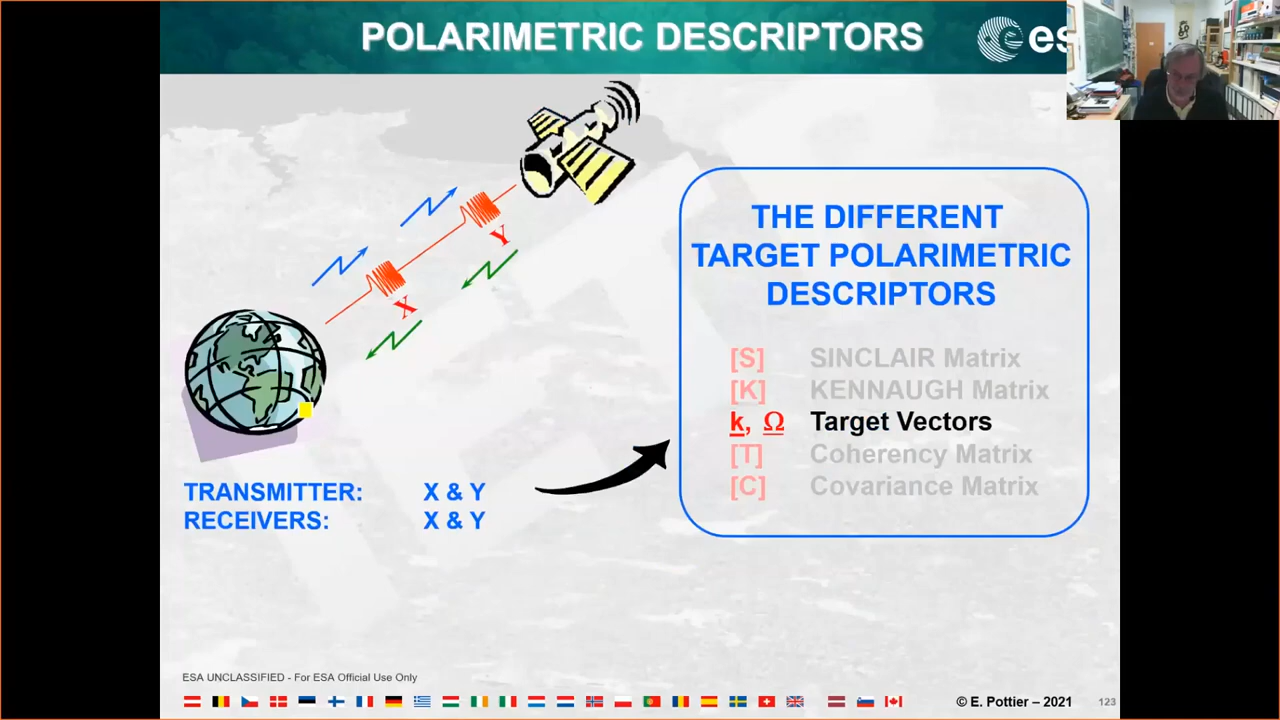 POLARIMETRIC DESCRIPTORS
es
Y
X
THE DIFFERENT
TARGET POLARIMETRIC
DESCRIPTORS
[S] SINCLAIR Matrix
[K] KENNAUGH Matrix
k, Ω Target Vectors
[T] Coherency Matrix
[C] Covariance Matrix
TRANSMITTER: X & Y
RECEIVERS: X & Y
ESA UNCLASSIFIED - For ESA Official Use Only
© E. Pottier – 2021 123